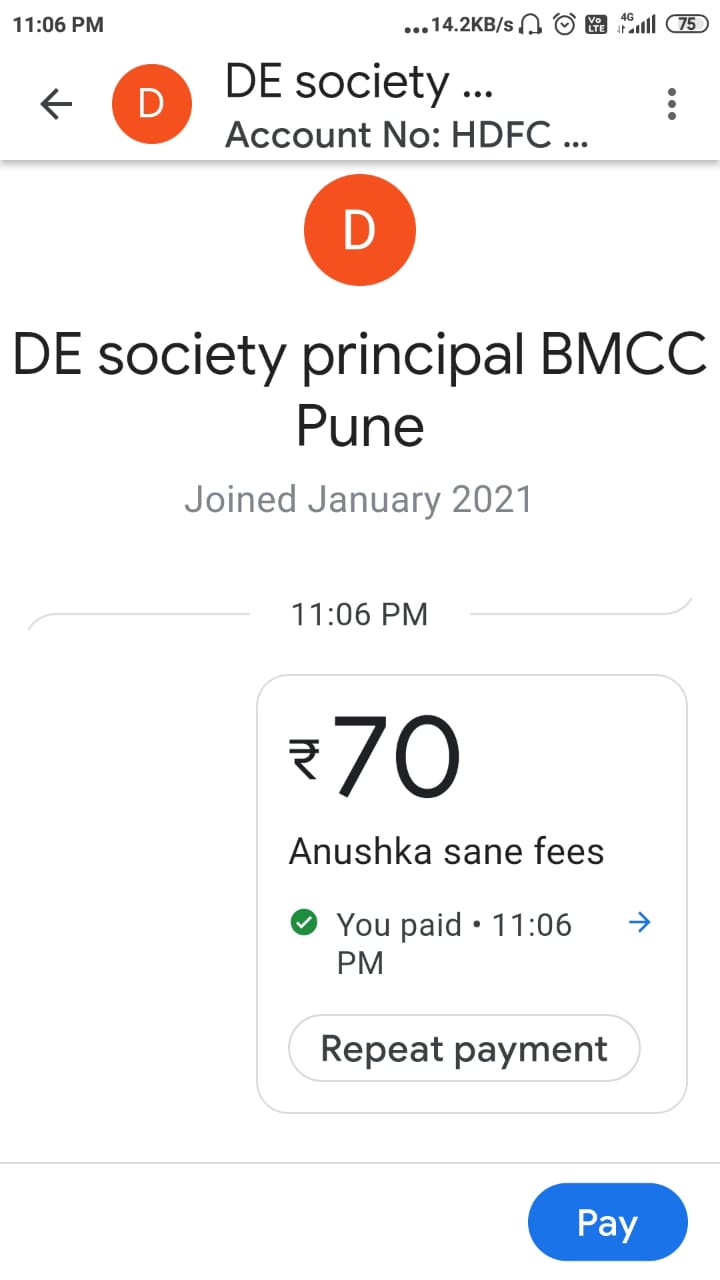 11:06 PM ...14.2KB/s Vo LTE 4G 75
D DE society ...
Account No: HDFC ...
D
DE society principal BMCC
Pune
Joined January 2021
11:06 PM
₹70
Anushka sane fees
You paid • 11:06
PM
Repeat payment
Pay